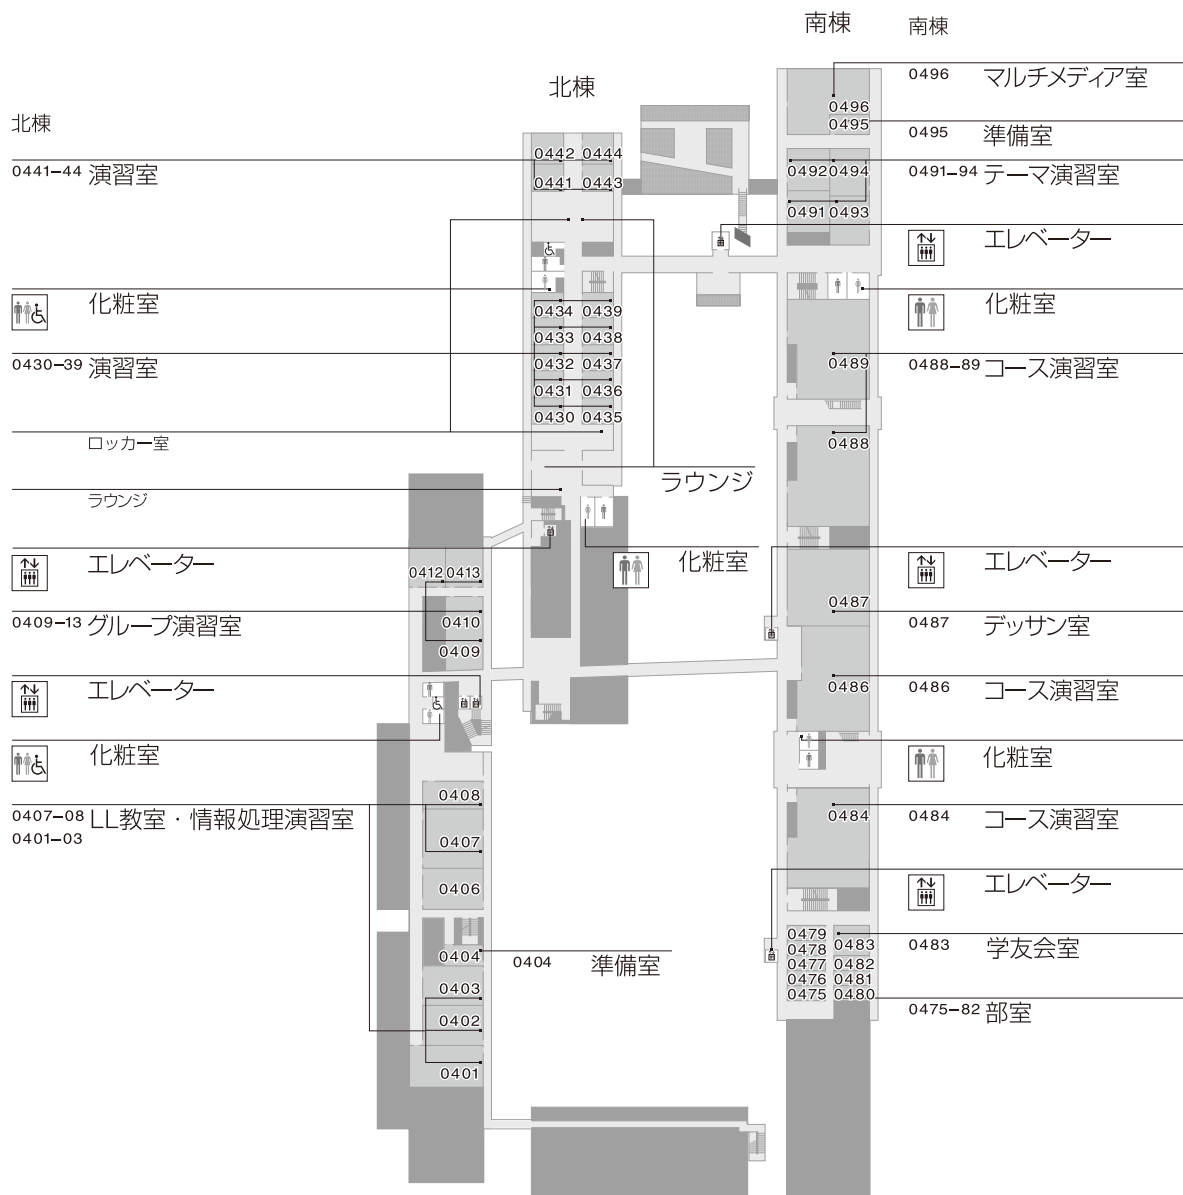 南棟
南棟
北棟
北棟
0496 マルチメディア室
0495 準備室
0491–94 テーマ演習室
エレベーター
化粧室
0488–89 コース演習室
エレベーター
0487 デッサン室
0486 コース演習室
化粧室
0484 コース演習室
エレベーター
0483 学友会室
0475–82 部室
0441–44 演習室
化粧室
0430–39 演習室
ロッカー室
ラウンジ
エレベーター
0409–13 グループ演習室
エレベーター
化粧室
0407–08 LL教室・情報処理演習室
0401–03
ラウンジ
化粧室
0404 準備室
0442 0444
0441 0443
0434 0439
0433 0438
0432 0437
0431 0436
0430 0435
0412 0413
0410
0409
0408
0407
0406
0404
0403
0402
0401
0496
0495
0492 0494
0491 0493
0489
0488
0487
0486
0484
0479
0478 0483
0477 0482
0476 0481
0475 0480